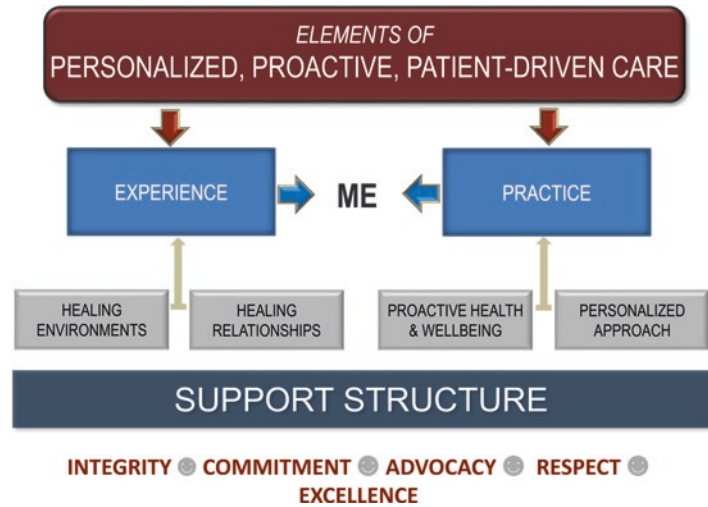 ELEMENTS OF
PERSONALIZED, PROACTIVE, PATIENT-DRIVEN CARE
EXPERIENCE
ME
PRACTICE
HEALING
ENVIRONMENTS
HEALING
RELATIONSHIPS
PROACTIVE HEALTH
& WELLBEING
PERSONALIZED
APPROACH
SUPPORT STRUCTURE
INTEGRITY COMMITMENT ADVOCACY RESPECT
EXCELLENCE